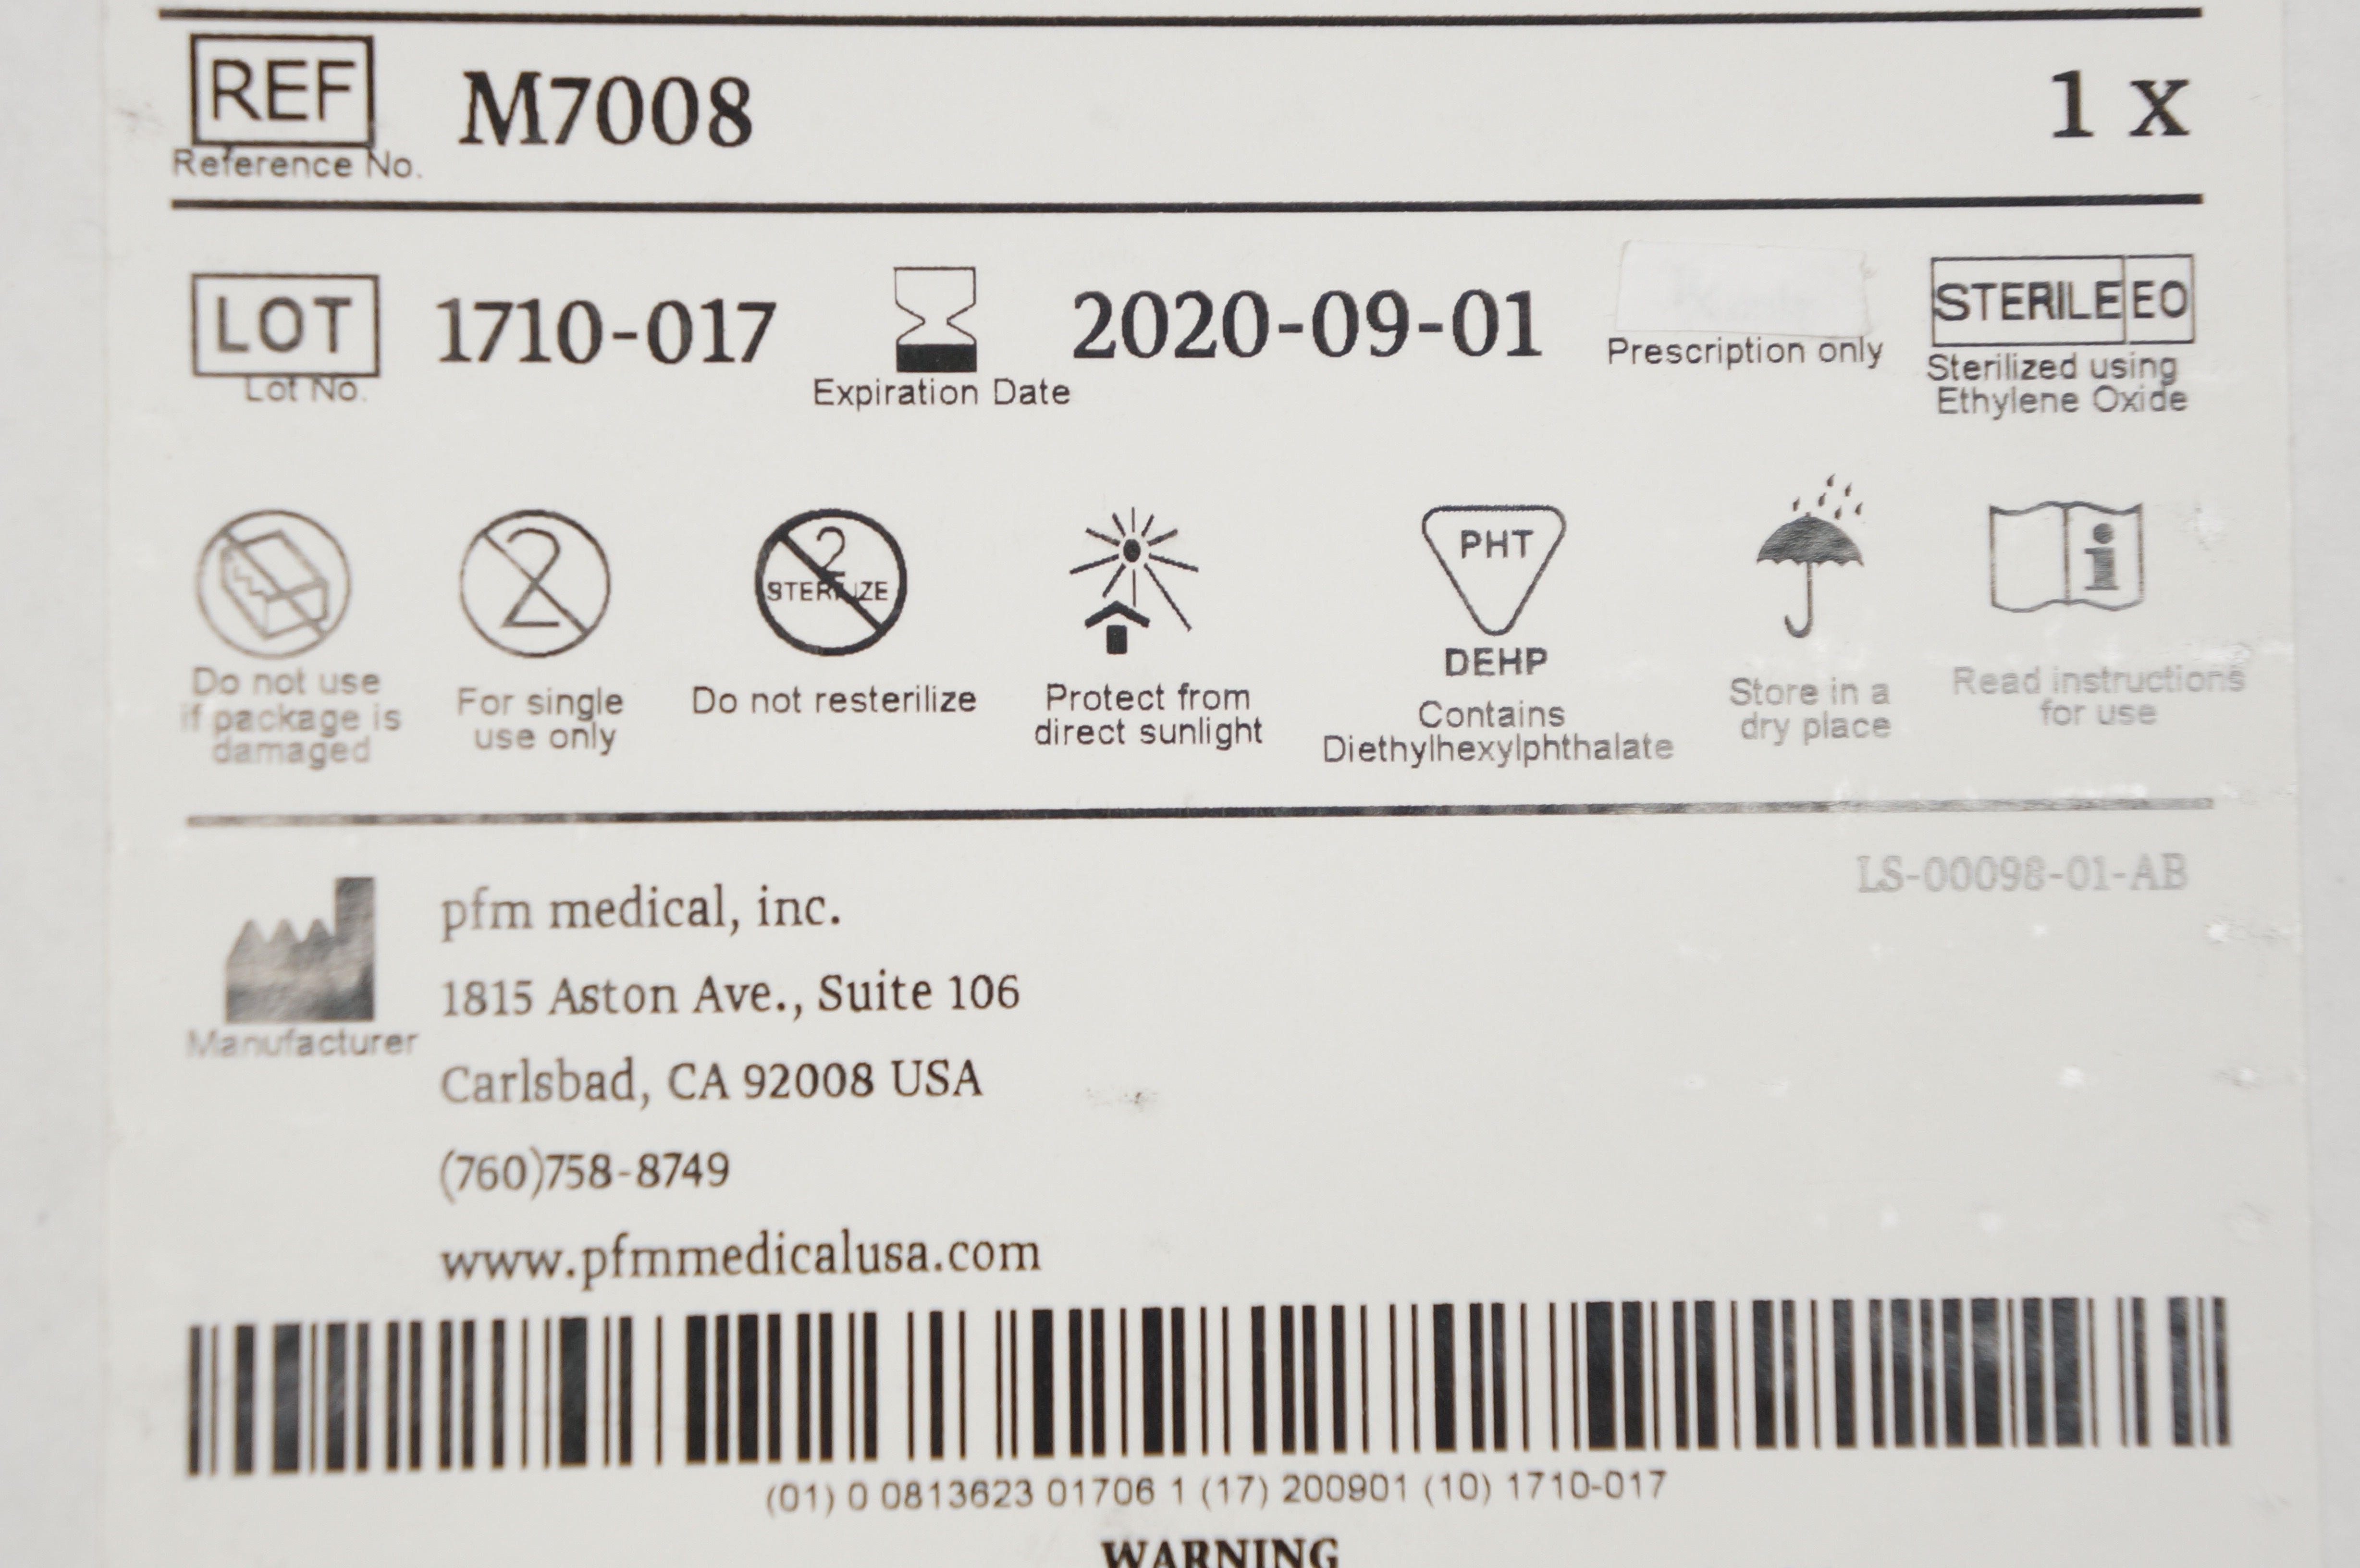 REF M7008 1 x
Reference No.
LOT 1710-017 2020-09-01 STERILE EO
Lot No. Expiration Date Prescription only Sterilized using
Ethylene Oxide
2 2 STERILIZE PHT i
DEHP
Do not use
if package is
damaged
For single
use only
Do not resterilize
Protect from
direct sunlight
Contains
Diethylhexylphthalate
Store in a
dry place
Read instructions
for use
LS-00098-01-AB
Manufacturer
pfm medical, inc.
1815 Aston Ave., Suite 106
Carlsbad, CA 92008 USA
(760)758-8749
www.pfmmedicalusa.com
(01) 0 0813623 01706 1 (17) 200901 (10) 1710-017
WARNING